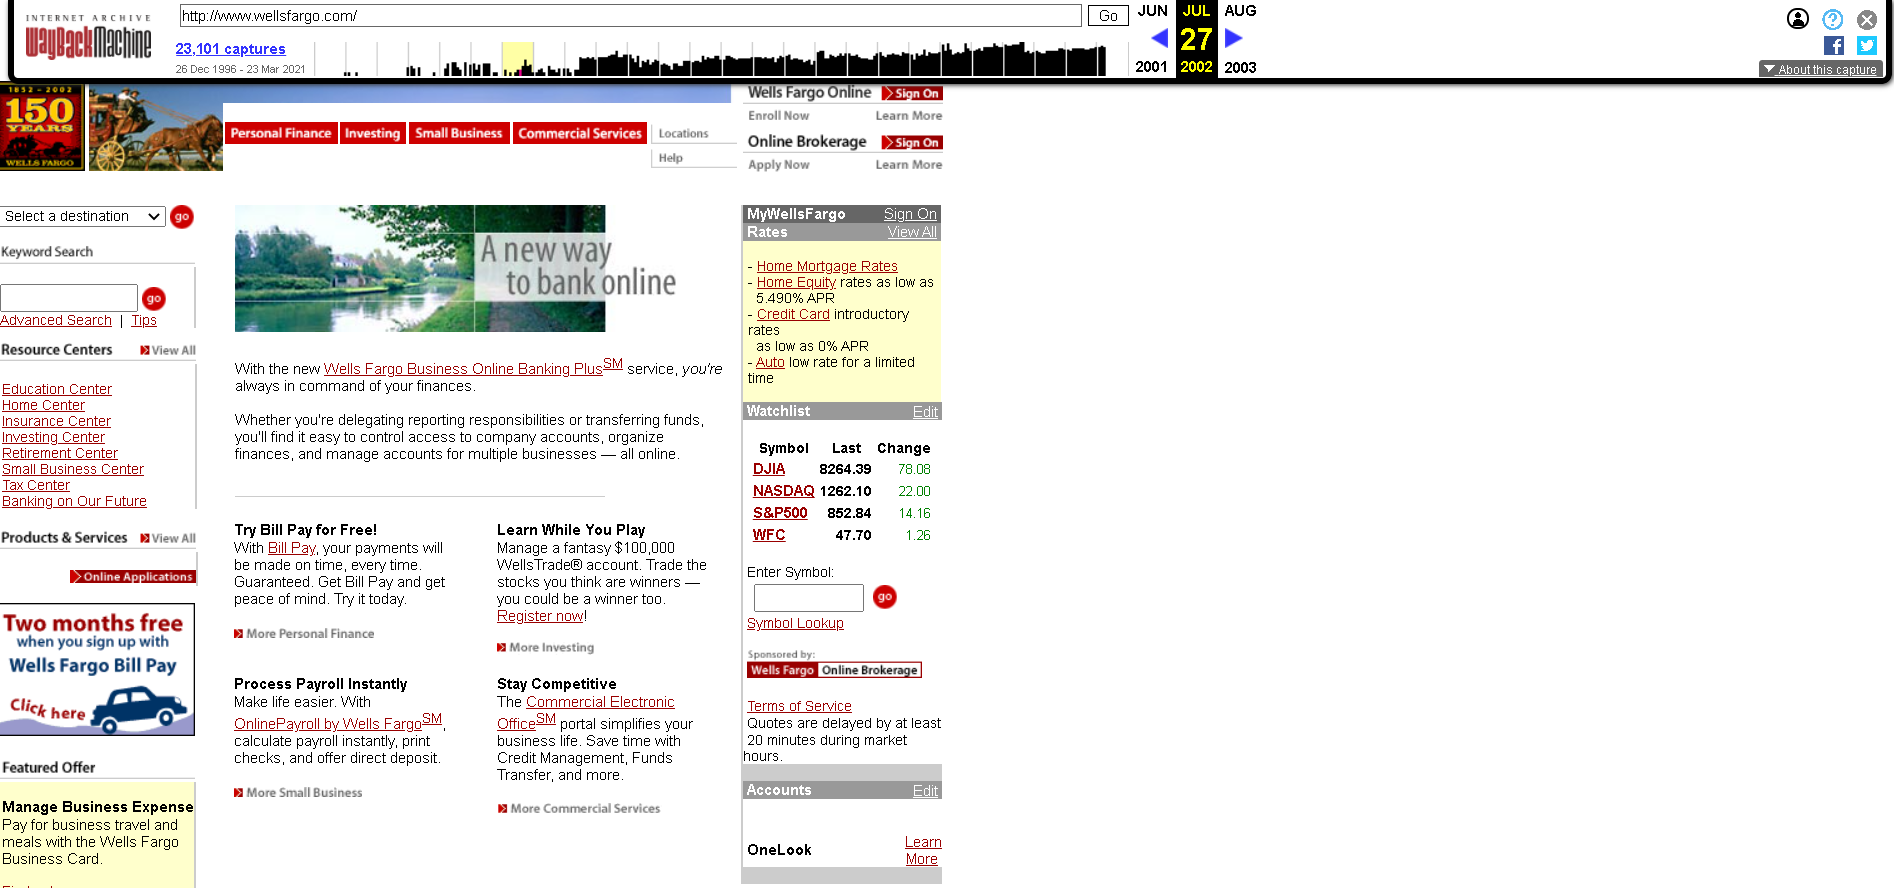 INTERNET ARCHIVE
WayBackMachine
http://www.wellsfargo.com/
Go
JUN
JUL
AUG
23,101 captures
27
26 Dec 1996 - 23 Mar 2021
2001
2002
2003
About this capture
1852 - 2002
150
YEARS
WELLS FARGO
Personal Finance
Investing
Small Business
Commercial Services
Locations
Help
Wells Fargo Online
Sign On
Enroll Now
Learn More
Online Brokerage
Sign On
Apply Now
Learn More
Select a destination
go
Keyword Search
go
Advanced Search | Tips
Resource Centers
View All
Education Center
Home Center
Insurance Center
Investing Center
Retirement Center
Small Business Center
Tax Center
Banking on Our Future
Products & Services
View All
Online Applications
Two months free
when you sign up with
Wells Fargo Bill Pay
Click here
Featured Offer
Manage Business Expense
Pay for business travel and
meals with the Wells Fargo
Business Card.
A new way
to bank online
With the new Wells Fargo Business Online Banking PlusSM service, you're
always in command of your finances.
Whether you're delegating reporting responsibilities or transferring funds,
you'll find it easy to control access to company accounts, organize
finances, and manage accounts for multiple businesses — all online.
Try Bill Pay for Free!
With Bill Pay, your payments will
be made on time, every time.
Guaranteed. Get Bill Pay and get
peace of mind. Try it today.
More Personal Finance
Learn While You Play
Manage a fantasy $100,000
WellsTrade® account. Trade the
stocks you think are winners —
you could be a winner too.
Register now!
More Investing
Process Payroll Instantly
Make life easier. With
OnlinePayroll by Wells FargoSM,
calculate payroll instantly, print
checks, and offer direct deposit.
More Small Business
Stay Competitive
The Commercial Electronic
OfficeSM portal simplifies your
business life. Save time with
Credit Management, Funds
Transfer, and more.
More Commercial Services
MyWellsFargo Sign On
Rates View All
- Home Mortgage Rates
- Home Equity rates as low as
5.490% APR
- Credit Card introductory
rates
as low as 0% APR
- Auto low rate for a limited
time
Watchlist Edit
Symbol Last Change
DJIA 8264.39 78.08
NASDAQ 1262.10 22.00
S&P500 852.84 14.16
WFC 47.70 1.26
Enter Symbol:
go
Symbol Lookup
Sponsored by:
Wells Fargo Online Brokerage
Terms of Service
Quotes are delayed by at least
20 minutes during market
hours.
Accounts Edit
OneLook
Learn
More